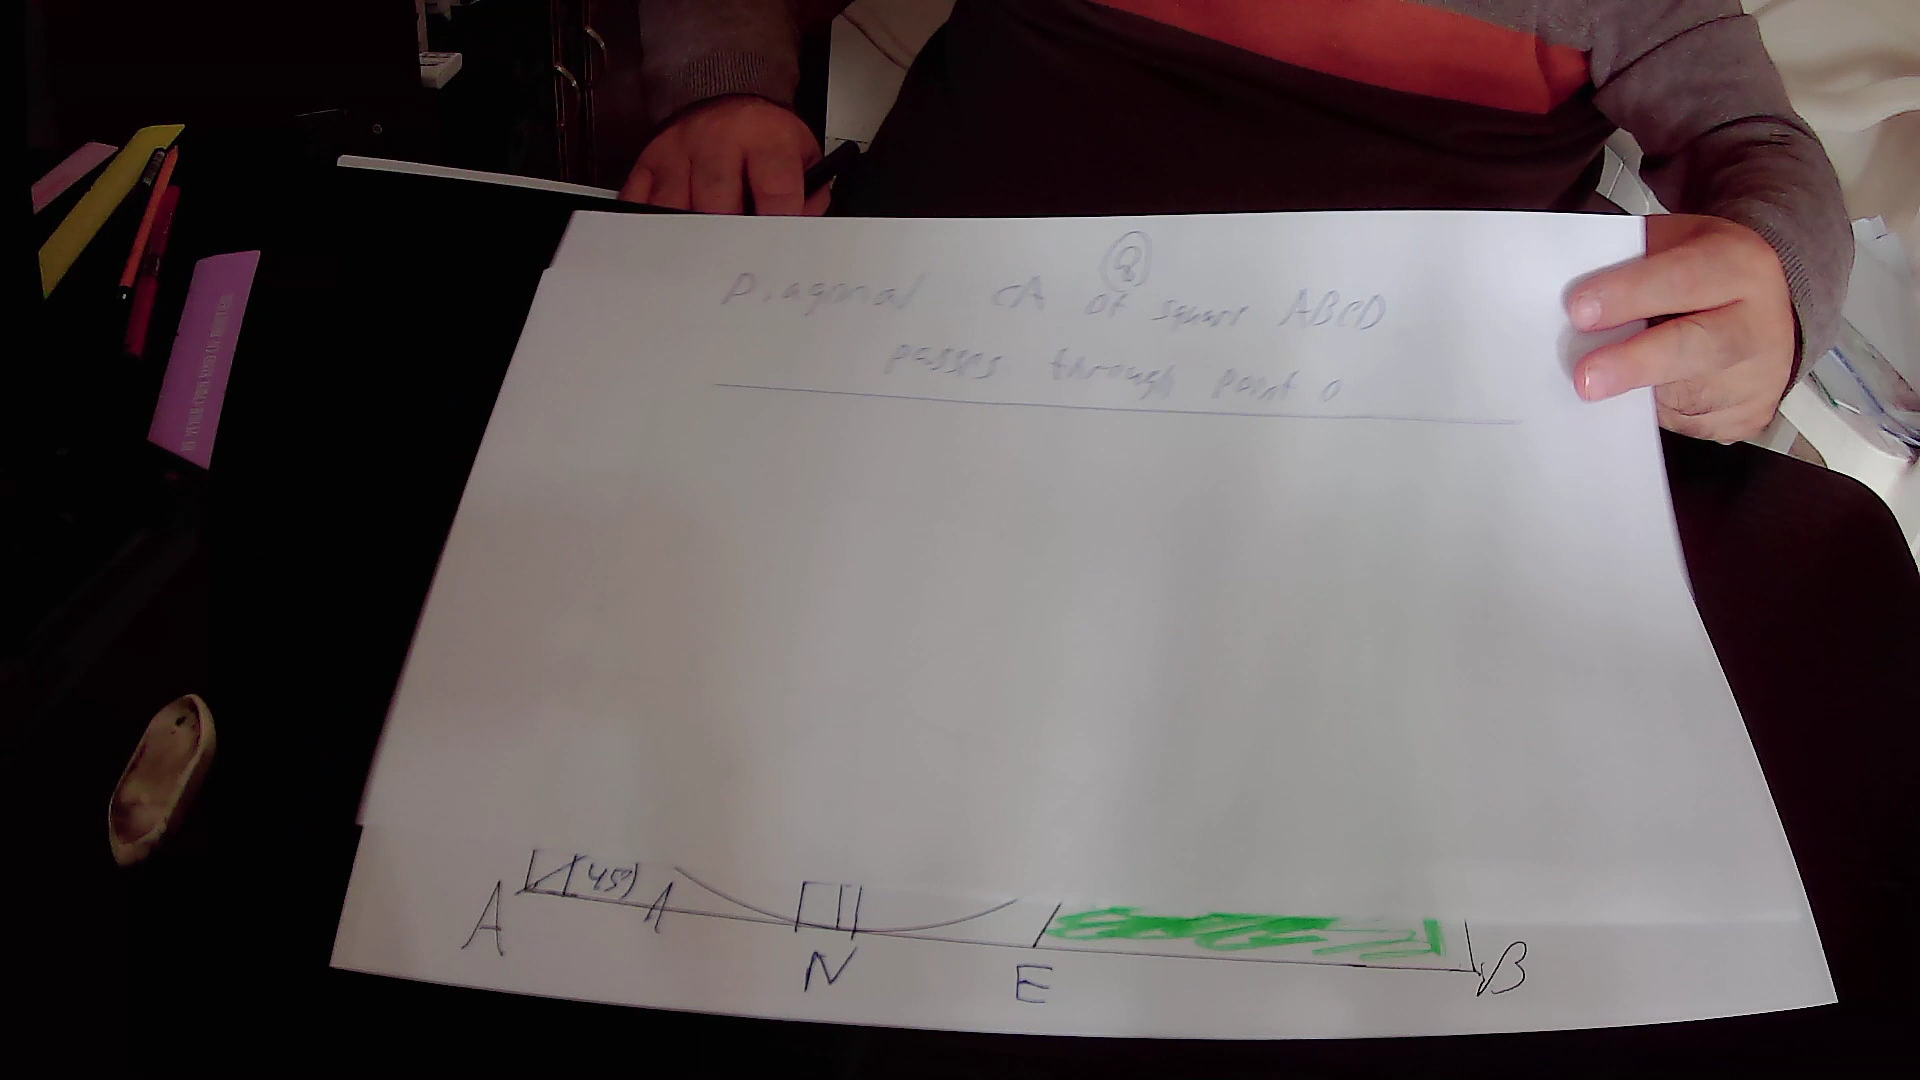 Q
Diagonal CA of square ABCD
passes through point O
A (45°) A N E B